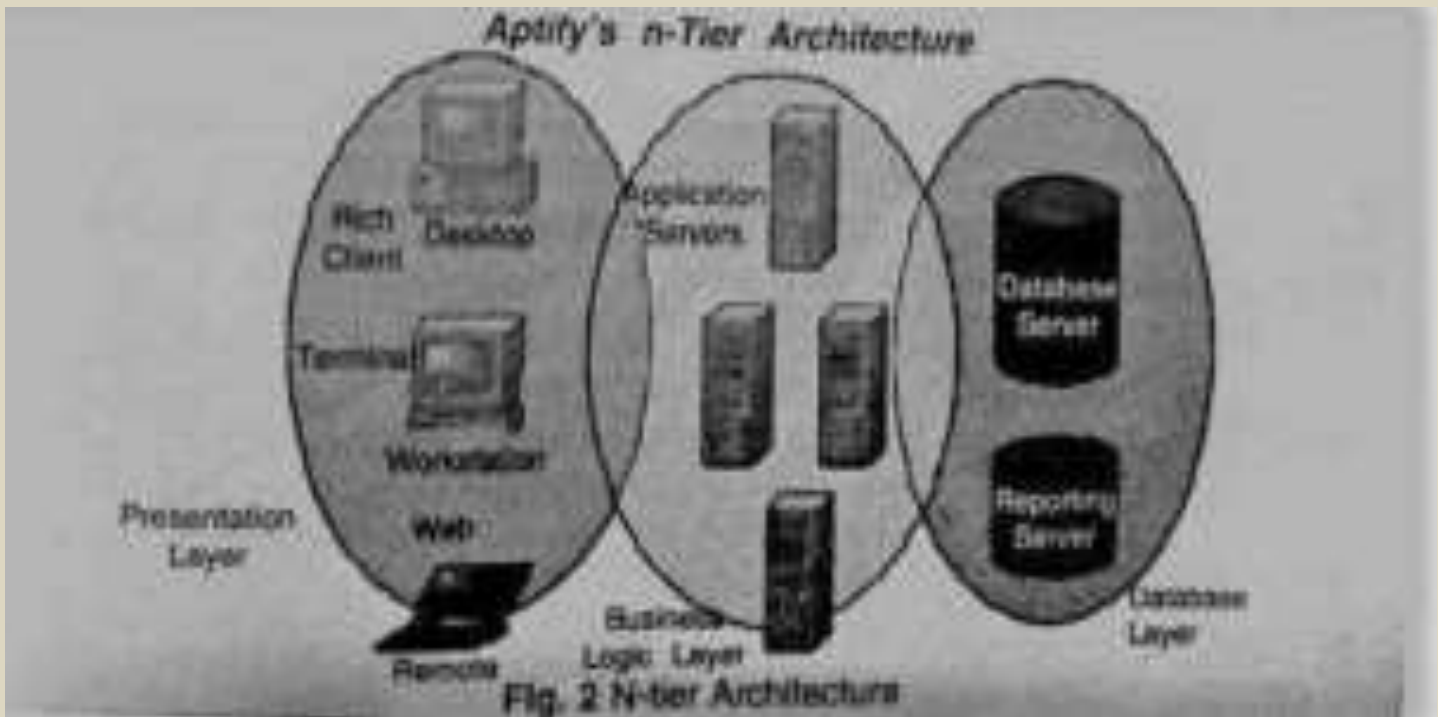 Aptify's n-Tier Architecture
Rich
Client
Desktop
Application
Servers
Database
Server
Terminal
Workstation
Reporting
Server
Web
Presentation
Layer
Remote
Business
Logic Layer
Database
Layer
Fig. 2 N-tier Architecture